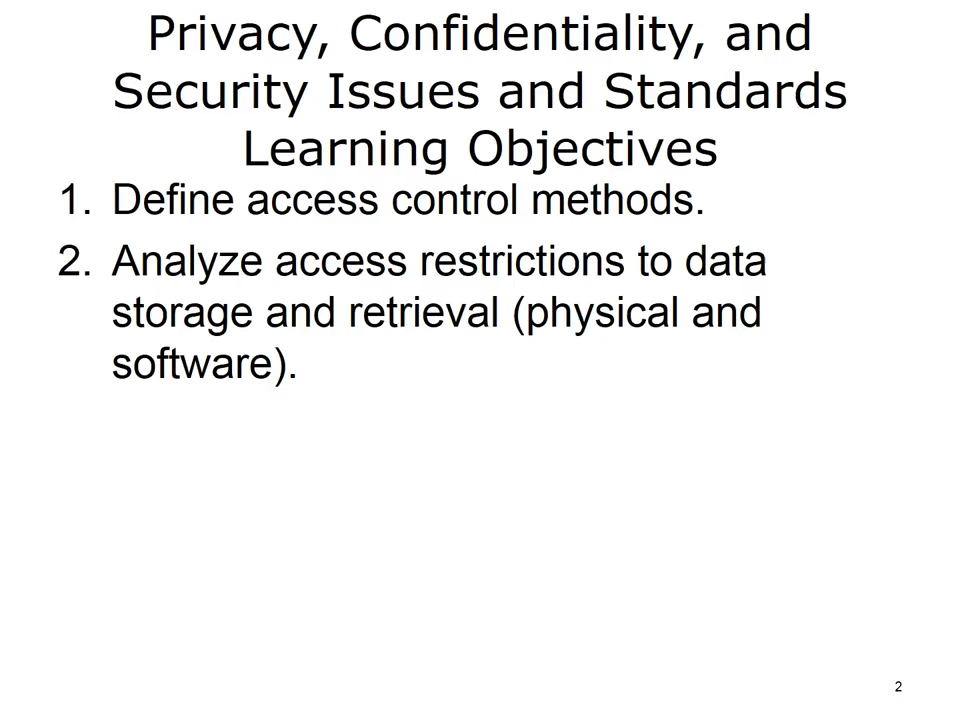 Privacy, Confidentiality, and
Security Issues and Standards
Learning Objectives
1. Define access control methods.
2. Analyze access restrictions to data
storage and retrieval (physical and
software).
2